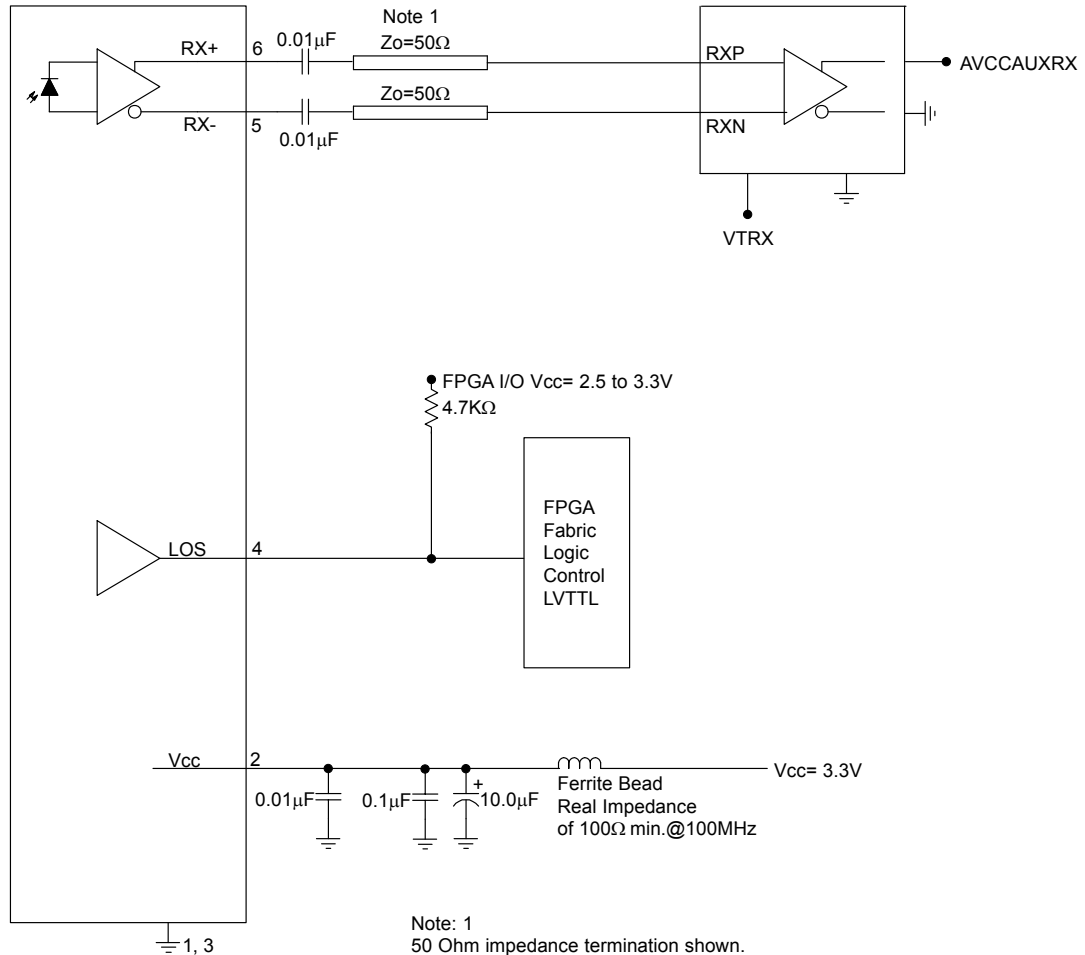 Note 1
0.01µF
Zo=50Ω
RX+
6
RXP
AVCCAUXRX
Zo=50Ω
RX-
5
0.01µF
RXN
VTRX
FPGA I/O Vcc= 2.5 to 3.3V
4.7KΩ
FPGA
Fabric
Logic
Control
LVTTL
LOS
4
Vcc
2
Vcc= 3.3V
0.01µF
0.1µF
+
10.0µF
Ferrite Bead
Real Impedance
of 100Ω min.@100MHz
1, 3
Note: 1
50 Ohm impedance termination shown.